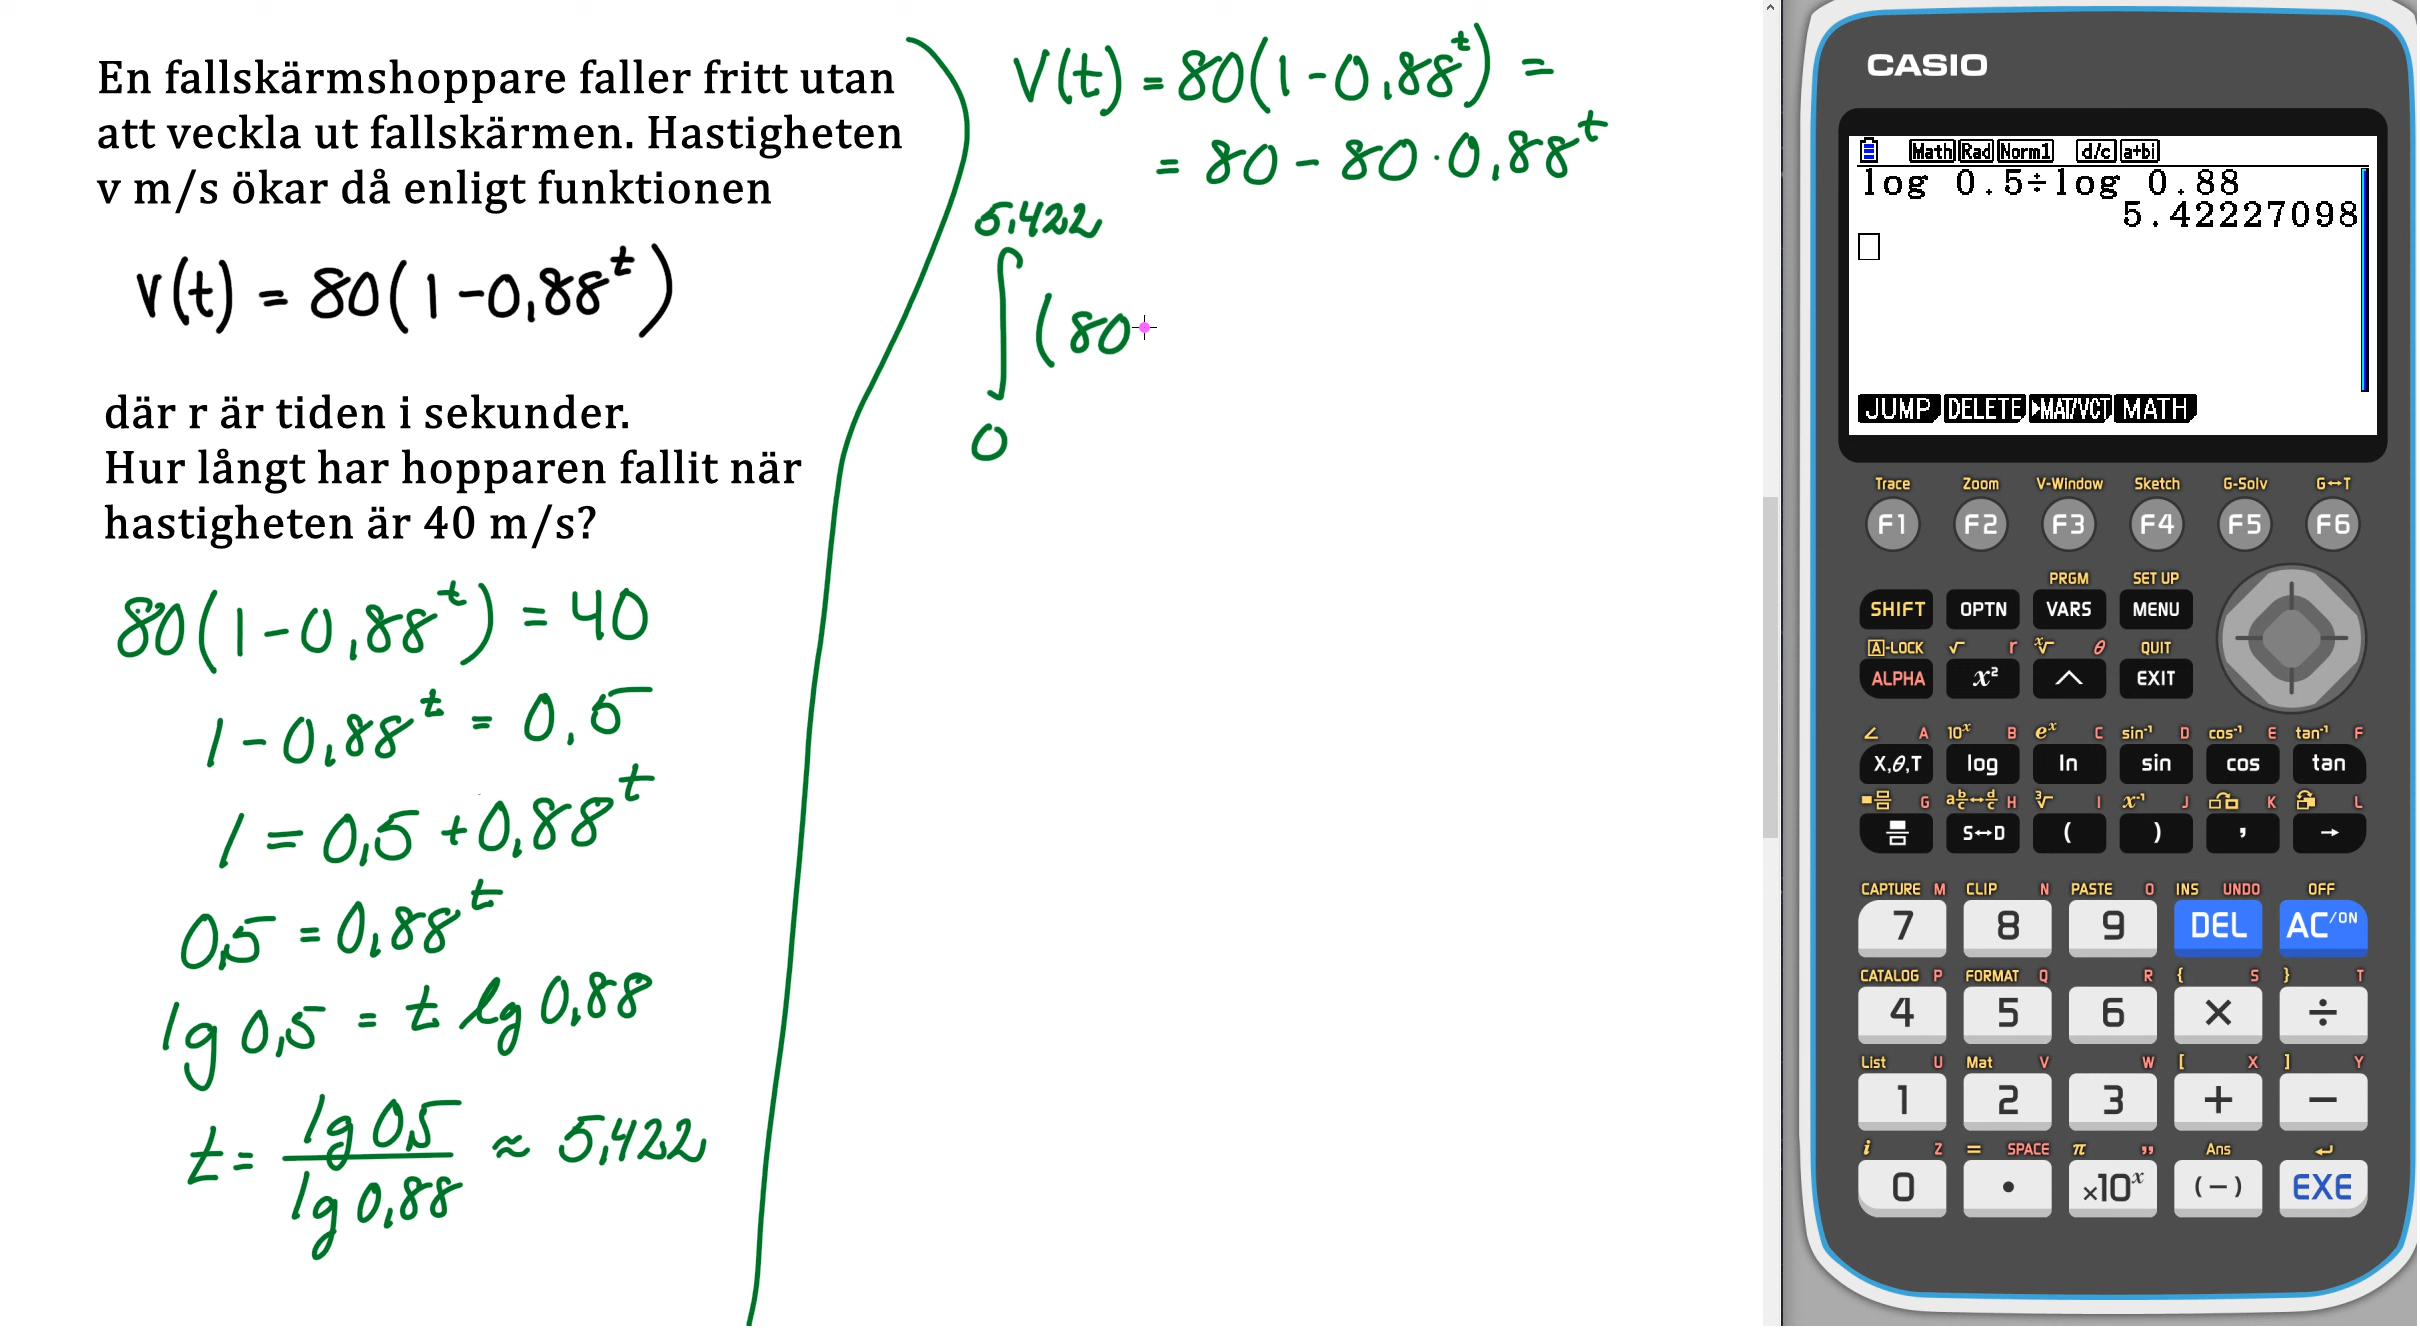 En fallskärmshoppare faller fritt utan
att veckla ut fallskärmen. Hastigheten
v m/s ökar då enligt funktionen
v(t) = 80(1-0,88^t)
där r är tiden i sekunder.
Hur långt har hopparen fallit när
hastigheten är 40 m/s?
80(1-0,88^t) = 40
1-0,88^t = 0,5
1 = 0,5 + 0,88^t
0,5 = 0,88^t
lg 0,5 = t lg 0,88
t = lg 0,5 / lg 0,88 ≈ 5,422
V(t) = 80(1-0,88^t) =
= 80 - 80·0,88^t
5,422
∫ (80
0
CASIO
Math Rad Norm1 d/c a+bi
log 0.5÷log 0.88
5.42227098
JUMP DELETE ▶MAT/VCT MATH
Trace Zoom V-Window Sketch G-Solv G↔T
F1 F2 F3 F4 F5 F6
PRGM SET UP
SHIFT OPTN VARS MENU
A-LOCK √ r ˣ√ θ QUIT
ALPHA x² ^ EXIT
∠ A 10ˣ B eˣ C sin⁻¹ D cos⁻¹ E tan⁻¹ F
X,θ,T log ln sin cos tan
G a b/c↔d/c H ³√ I x⁻¹ J K L
S↔D ( ) , →
CAPTURE M CLIP N PASTE O INS UNDO OFF
7 8 9 DEL AC/ON
CATALOG P FORMAT Q R { S } T
4 5 6 × ÷
List U Mat V W [ X ] Y
1 2 3 + −
i Z = SPACE π " Ans ↵
0 • ×10ˣ (−) EXE